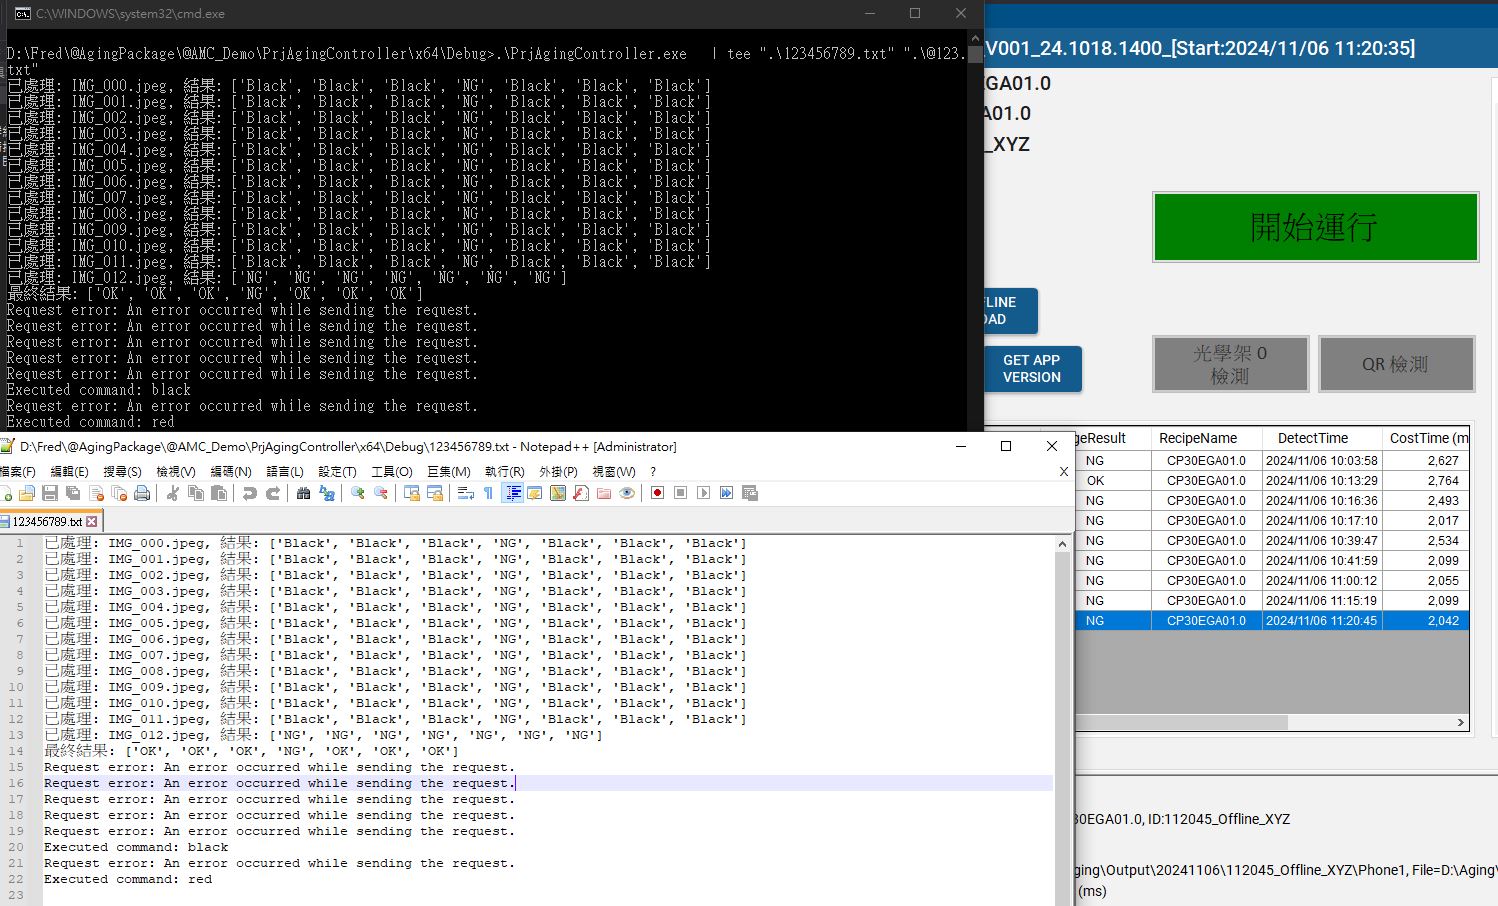 C:\WINDOWS\system32\cmd.exe
D:\Fred\@AgingPackage\@AMC_Demo\PrjAgingController\x64\Debug>.\PrjAgingController.exe   | tee ".\123456789.txt" ".\@123.
txt"
已處理: IMG_000.jpeg, 結果: ['Black', 'Black', 'Black', 'NG', 'Black', 'Black', 'Black']
已處理: IMG_001.jpeg, 結果: ['Black', 'Black', 'Black', 'NG', 'Black', 'Black', 'Black']
已處理: IMG_002.jpeg, 結果: ['Black', 'Black', 'Black', 'NG', 'Black', 'Black', 'Black']
已處理: IMG_003.jpeg, 結果: ['Black', 'Black', 'Black', 'NG', 'Black', 'Black', 'Black']
已處理: IMG_004.jpeg, 結果: ['Black', 'Black', 'Black', 'NG', 'Black', 'Black', 'Black']
已處理: IMG_005.jpeg, 結果: ['Black', 'Black', 'Black', 'NG', 'Black', 'Black', 'Black']
已處理: IMG_006.jpeg, 結果: ['Black', 'Black', 'Black', 'NG', 'Black', 'Black', 'Black']
已處理: IMG_007.jpeg, 結果: ['Black', 'Black', 'Black', 'NG', 'Black', 'Black', 'Black']
已處理: IMG_008.jpeg, 結果: ['Black', 'Black', 'Black', 'NG', 'Black', 'Black', 'Black']
已處理: IMG_009.jpeg, 結果: ['Black', 'Black', 'Black', 'NG', 'Black', 'Black', 'Black']
已處理: IMG_010.jpeg, 結果: ['Black', 'Black', 'Black', 'NG', 'Black', 'Black', 'Black']
已處理: IMG_011.jpeg, 結果: ['Black', 'Black', 'Black', 'NG', 'Black', 'Black', 'Black']
已處理: IMG_012.jpeg, 結果: ['NG', 'NG', 'NG', 'NG', 'NG', 'NG', 'NG']
最終結果: ['OK', 'OK', 'OK', 'NG', 'OK', 'OK', 'OK']
Request error: An error occurred while sending the request.
Request error: An error occurred while sending the request.
Request error: An error occurred while sending the request.
Request error: An error occurred while sending the request.
Request error: An error occurred while sending the request.
Executed command: black
Request error: An error occurred while sending the request.
Executed command: red
D:\Fred\@AgingPackage\@AMC_Demo\PrjAgingController\x64\Debug\123456789.txt - Notepad++ [Administrator]
檔案(F) 編輯(E) 搜尋(S) 檢視(V) 編碼(N) 語言(L) 設定(T) 工具(O) 巨集(M) 執行(R) 外掛(P) 視窗(W) ? X
123456789.txt
1 已處理: IMG_000.jpeg, 結果: ['Black', 'Black', 'Black', 'NG', 'Black', 'Black', 'Black']
2 已處理: IMG_001.jpeg, 結果: ['Black', 'Black', 'Black', 'NG', 'Black', 'Black', 'Black']
3 已處理: IMG_002.jpeg, 結果: ['Black', 'Black', 'Black', 'NG', 'Black', 'Black', 'Black']
4 已處理: IMG_003.jpeg, 結果: ['Black', 'Black', 'Black', 'NG', 'Black', 'Black', 'Black']
5 已處理: IMG_004.jpeg, 結果: ['Black', 'Black', 'Black', 'NG', 'Black', 'Black', 'Black']
6 已處理: IMG_005.jpeg, 結果: ['Black', 'Black', 'Black', 'NG', 'Black', 'Black', 'Black']
7 已處理: IMG_006.jpeg, 結果: ['Black', 'Black', 'Black', 'NG', 'Black', 'Black', 'Black']
8 已處理: IMG_007.jpeg, 結果: ['Black', 'Black', 'Black', 'NG', 'Black', 'Black', 'Black']
9 已處理: IMG_008.jpeg, 結果: ['Black', 'Black', 'Black', 'NG', 'Black', 'Black', 'Black']
10 已處理: IMG_009.jpeg, 結果: ['Black', 'Black', 'Black', 'NG', 'Black', 'Black', 'Black']
11 已處理: IMG_010.jpeg, 結果: ['Black', 'Black', 'Black', 'NG', 'Black', 'Black', 'Black']
12 已處理: IMG_011.jpeg, 結果: ['Black', 'Black', 'Black', 'NG', 'Black', 'Black', 'Black']
13 已處理: IMG_012.jpeg, 結果: ['NG', 'NG', 'NG', 'NG', 'NG', 'NG', 'NG']
14 最終結果: ['OK', 'OK', 'OK', 'NG', 'OK', 'OK', 'OK']
15 Request error: An error occurred while sending the request.
16 Request error: An error occurred while sending the request.
17 Request error: An error occurred while sending the request.
18 Request error: An error occurred while sending the request.
19 Request error: An error occurred while sending the request.
20 Executed command: black
21 Request error: An error occurred while sending the request.
22 Executed command: red
23
V001_24.1018.1400_[Start:2024/11/06 11:20:35]
EGA01.0
A01.0
_XYZ
開始運行
FLINE
OAD
GET APP
VERSION
光學架 0
檢測
QR 檢測
geResult RecipeName DetectTime CostTime (m
NG CP30EGA01.0 2024/11/06 10:03:58 2,627
OK CP30EGA01.0 2024/11/06 10:13:29 2,764
NG CP30EGA01.0 2024/11/06 10:16:36 2,493
NG CP30EGA01.0 2024/11/06 10:17:10 2,017
NG CP30EGA01.0 2024/11/06 10:39:47 2,534
NG CP30EGA01.0 2024/11/06 10:41:59 2,099
NG CP30EGA01.0 2024/11/06 11:00:12 2,055
NG CP30EGA01.0 2024/11/06 11:15:19 2,099
NG CP30EGA01.0 2024/11/06 11:20:45 2,042
30EGA01.0, ID:112045_Offline_XYZ
ging\Output\20241106\112045_Offline_XYZ\Phone1, File=D:\Aging\
(ms)